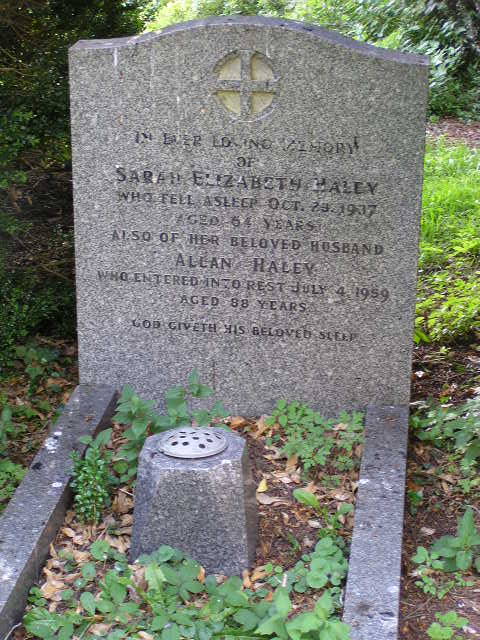 IN EVER LOVING MEMORY
OF
SARAH ELIZABETH HALEY
WHO FELL ASLEEP OCT. 1937
AGED 64 YEARS
ALSO OF HER BELOVED HUSBAND
ALLAN HALEY
WHO ENTERED INTO REST JULY 4, 1959
AGED 88 YEARS
GOD GIVETH HIS BELOVED SLEEP